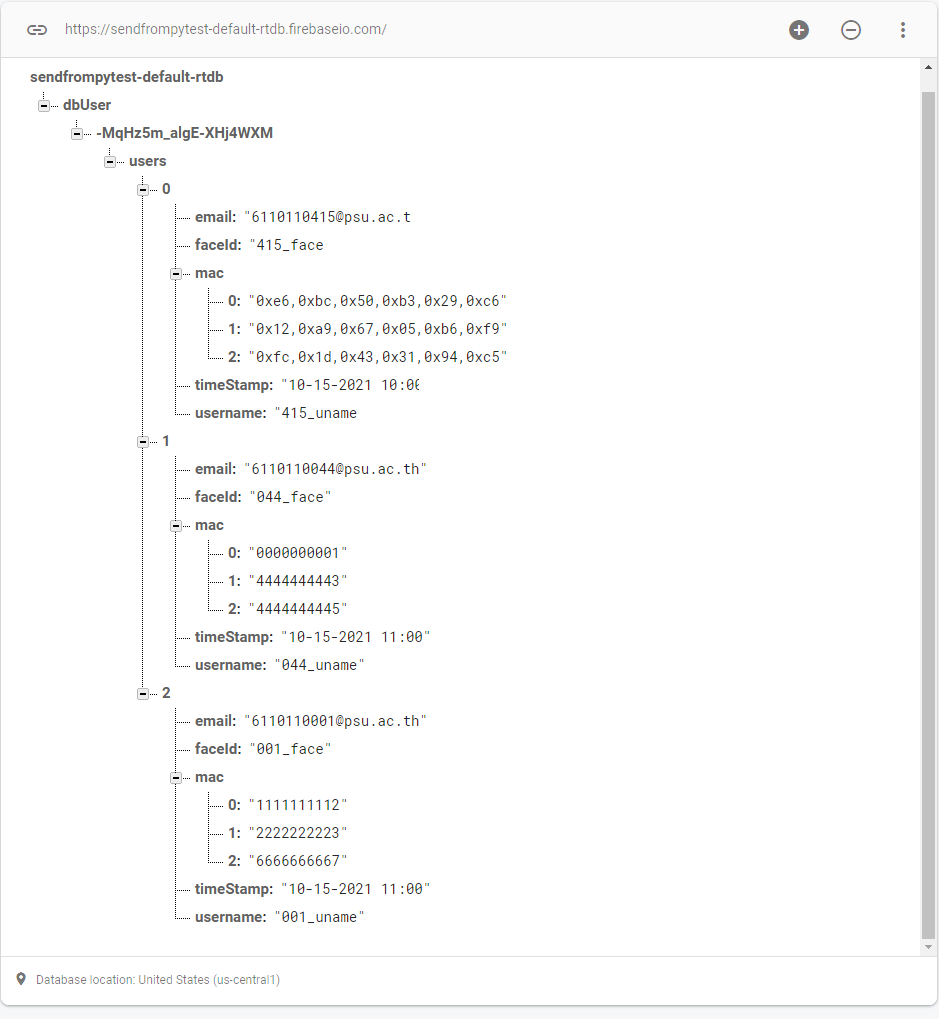 https://sendfrompytest-default-rtdb.firebaseio.com/
sendfrompytest-default-rtdb
dbUser
-MqHz5m_algE-XHj4WXM
users
0
email: "6110110415@psu.ac.t
faceId: "415_face
mac
0: "0xe6,0xbc,0x50,0xb3,0x29,0xc6"
1: "0x12,0xa9,0x67,0x05,0xb6,0xf9"
2: "0xfc,0x1d,0x43,0x31,0x94,0xc5"
timeStamp: "10-15-2021 10:00
username: "415_uname
1
email: "6110110044@psu.ac.th"
faceId: "044_face"
mac
0: "0000000001"
1: "4444444443"
2: "4444444445"
timeStamp: "10-15-2021 11:00"
username: "044_uname"
2
email: "6110110001@psu.ac.th"
faceId: "001_face"
mac
0: "1111111112"
1: "2222222223"
2: "6666666667"
timeStamp: "10-15-2021 11:00"
username: "001_uname"
Database location: United States (us-central1)